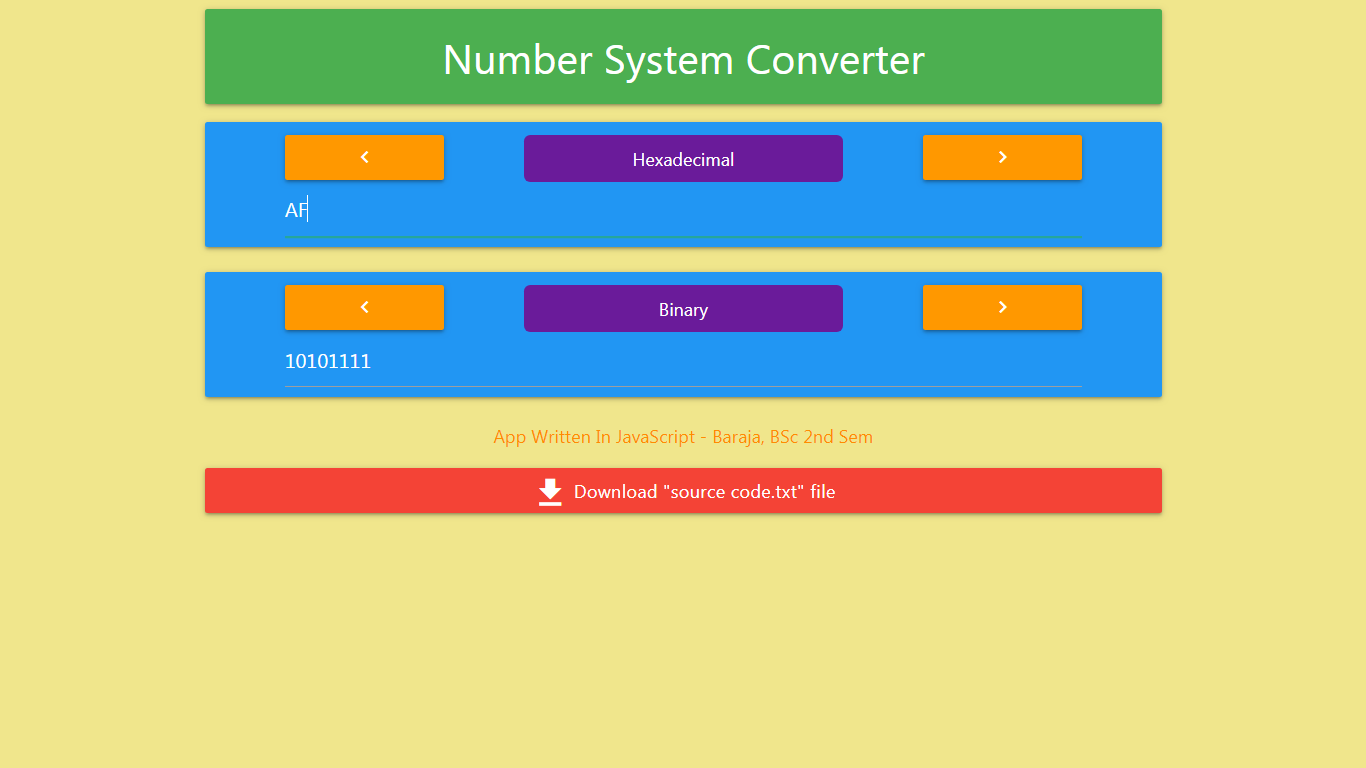 Number System Converter
Hexadecimal
AF
Binary
10101111
App Written In JavaScript - Baraja, BSc 2nd Sem
Download "source code.txt" file